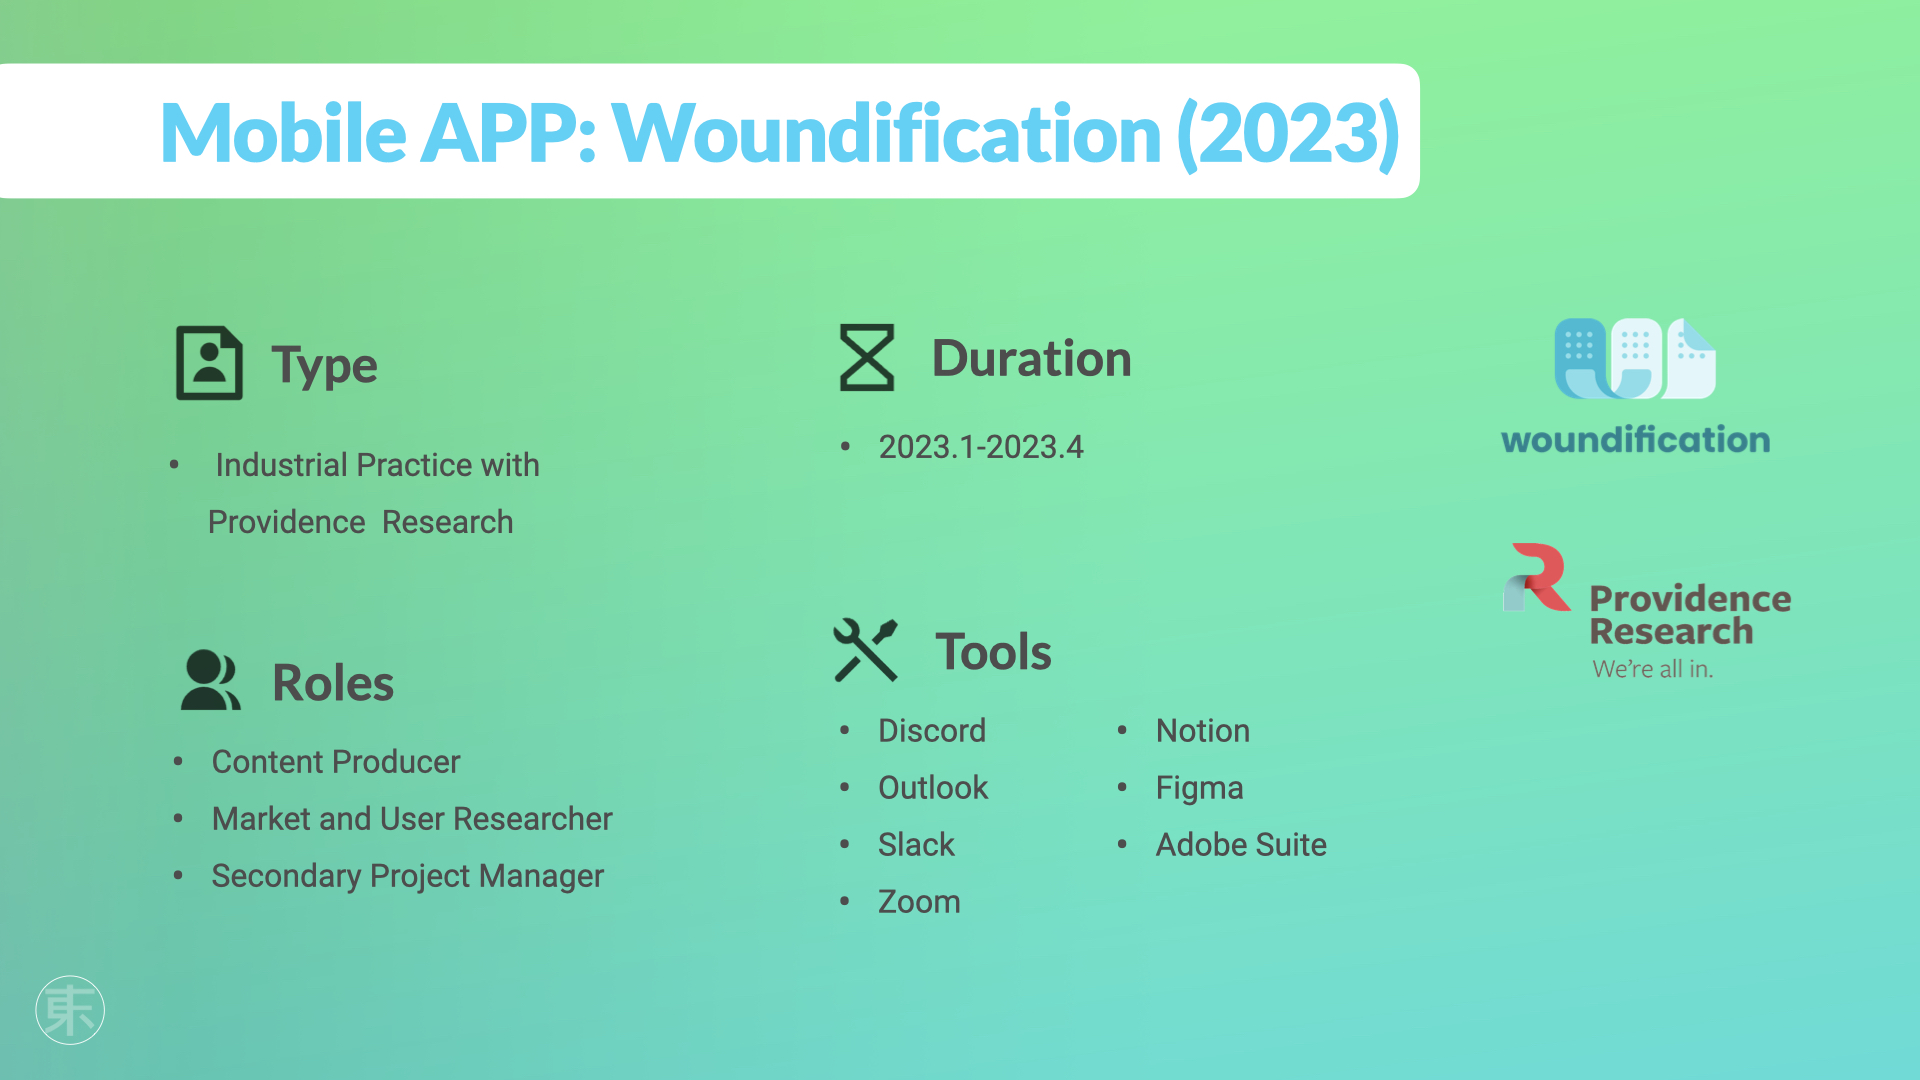 Mobile APP: Woundification (2023)
Type
• Industrial Practice with
Providence Research
Roles
• Content Producer
• Market and User Researcher
• Secondary Project Manager
Duration
• 2023.1-2023.4
Tools
• Discord
• Outlook
• Slack
• Zoom
• Notion
• Figma
• Adobe Suite
woundification
Providence
Research
We're all in.
東